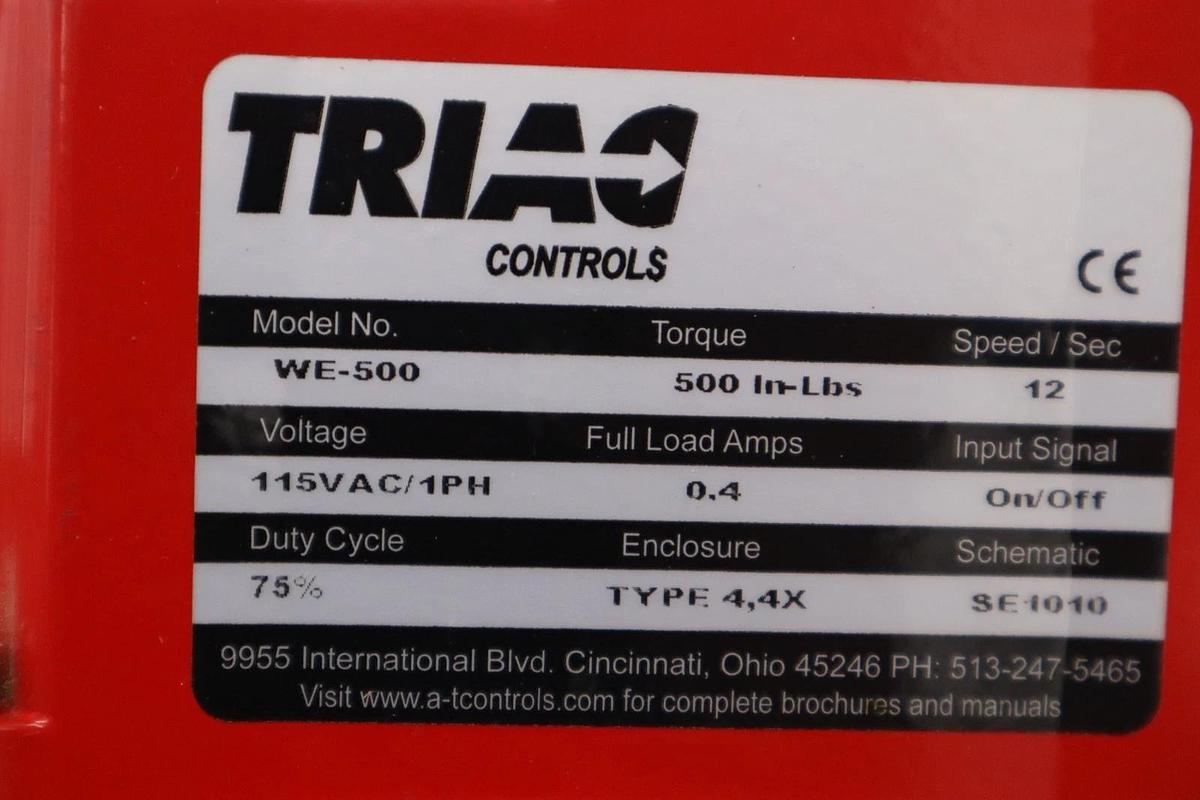 TRIAC
CONTROLS
CE
Model No. Torque Speed / Sec
WE-500 500 In-Lbs 12
Voltage Full Load Amps Input Signal
115VAC/1PH 0.4 On/Off
Duty Cycle Enclosure Schematic
75% TYPE 4,4X SE1010
9955 International Blvd. Cincinnati, Ohio 45246 PH: 513-247-5465
Visit www.a-tcontrols.com for complete brochures and manuals